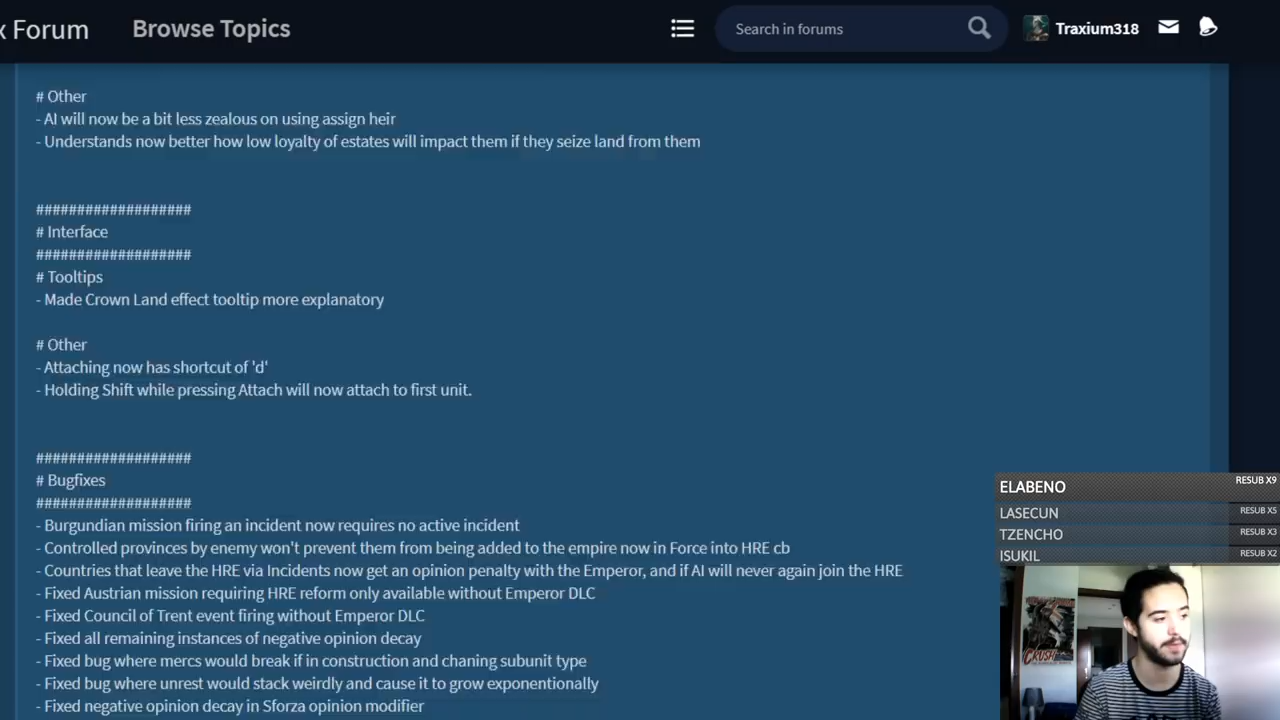 x Forum
Browse Topics
Search in forums
Traxium318
# Other
- AI will now be a bit less zealous on using assign heir
- Understands now better how low loyalty of estates will impact them if they seize land from them
###################
# Interface
###################
# Tooltips
- Made Crown Land effect tooltip more explanatory
# Other
- Attaching now has shortcut of 'd'
- Holding Shift while pressing Attach will now attach to first unit.
###################
# Bugfixes
###################
- Burgundian mission firing an incident now requires no active incident
- Controlled provinces by enemy won't prevent them from being added to the empire now in Force into HRE cb
- Countries that leave the HRE via Incidents now get an opinion penalty with the Emperor, and if AI will never again join the HRE
- Fixed Austrian mission requiring HRE reform only available without Emperor DLC
- Fixed Council of Trent event firing without Emperor DLC
- Fixed all remaining instances of negative opinion decay
- Fixed bug where mercs would break if in construction and chaning subunit type
- Fixed bug where unrest would stack weirdly and cause it to grow exponentially
- Fixed negative opinion decay in Sforza opinion modifier
ELABENO RESUB X9
LASECUN RESUB X5
TZENCHO RESUB X3
ISUKIL RESUB X2
CRUSH